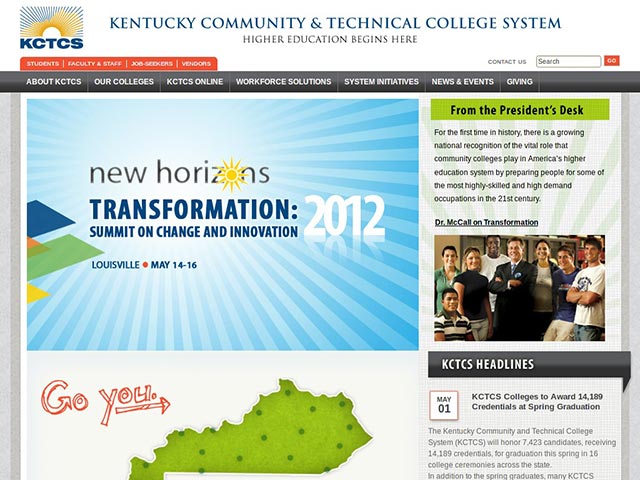 KCTCS
KENTUCKY COMMUNITY & TECHNICAL COLLEGE SYSTEM
HIGHER EDUCATION BEGINS HERE
STUDENTS | FACULTY & STAFF | JOB-SEEKERS | VENDORS
CONTACT US
Search
GO
ABOUT KCTCS
OUR COLLEGES
KCTCS ONLINE
WORKFORCE SOLUTIONS
SYSTEM INITIATIVES
NEWS & EVENTS
GIVING
new horizons
TRANSFORMATION:
SUMMIT ON CHANGE AND INNOVATION
2012
LOUISVILLE • MAY 14-16
Go you.
From the President's Desk
For the first time in history, there is a growing
national recognition of the vital role that
community colleges play in America's higher
education system by preparing people for some of
the most highly-skilled and high demand
occupations in the 21st century.
Dr. McCall on Transformation
KCTCS HEADLINES
MAY
01
KCTCS Colleges to Award 14,189
Credentials at Spring Graduation
The Kentucky Community and Technical College
System (KCTCS) will honor 7,423 candidates, receiving
14,189 credentials, for graduation this spring in 16
college ceremonies across the state.
In addition to the spring graduates, many KCTCS